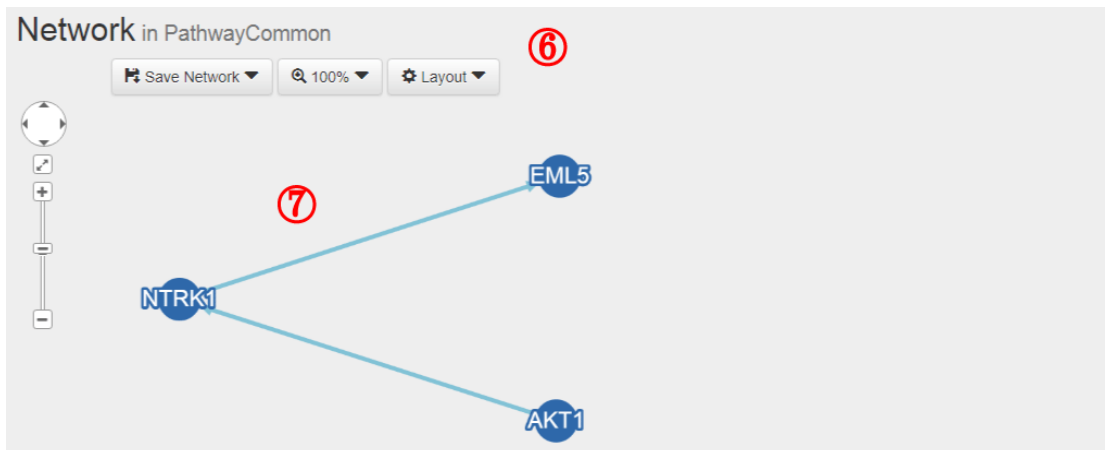 Network in PathwayCommon
⑥
Save Network 100% Layout
EML5
⑦
NTRK1
AKT1